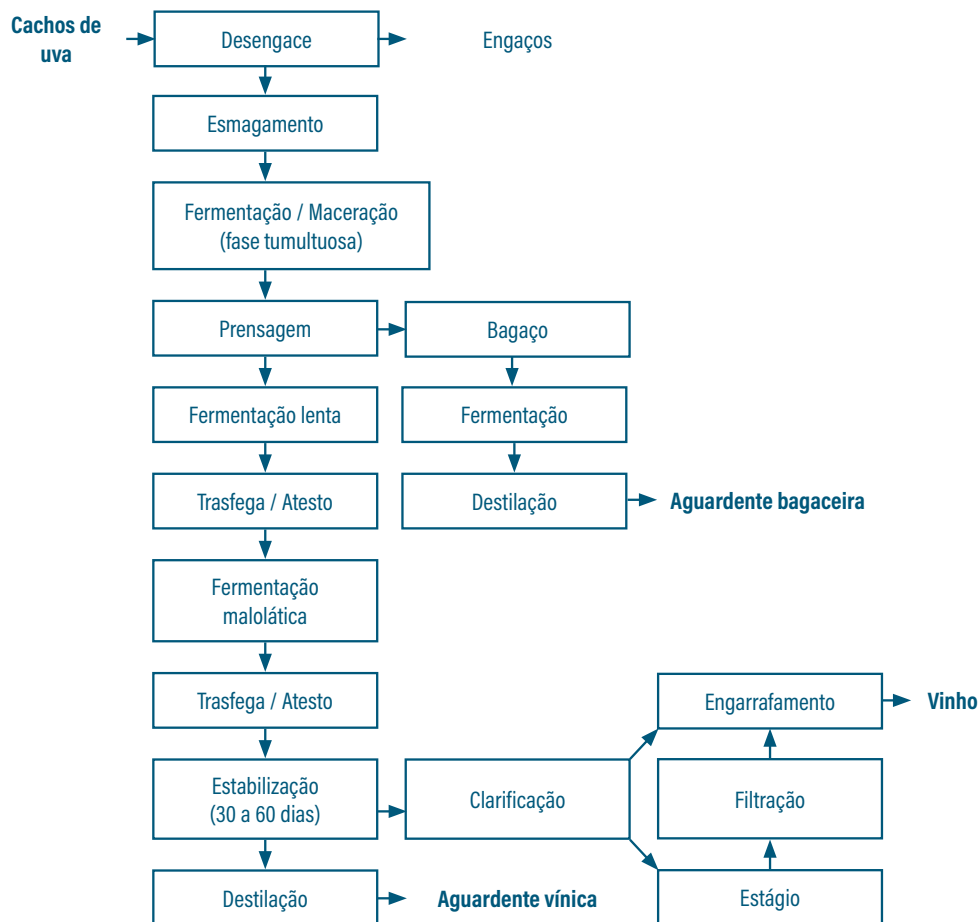 Cachos de
uva
Desengace
Engaços
Esmagamento
Fermentação / Maceração
(fase tumultuosa)
Prensagem
Bagaço
Fermentação lenta
Fermentação
Trasfega / Atesto
Destilação
Aguardente bagaceira
Fermentação
malolática
Trasfega / Atesto
Engarrafamento
Vinho
Estabilização
(30 a 60 dias)
Clarificação
Filtração
Destilação
Aguardente vínica
Estágio